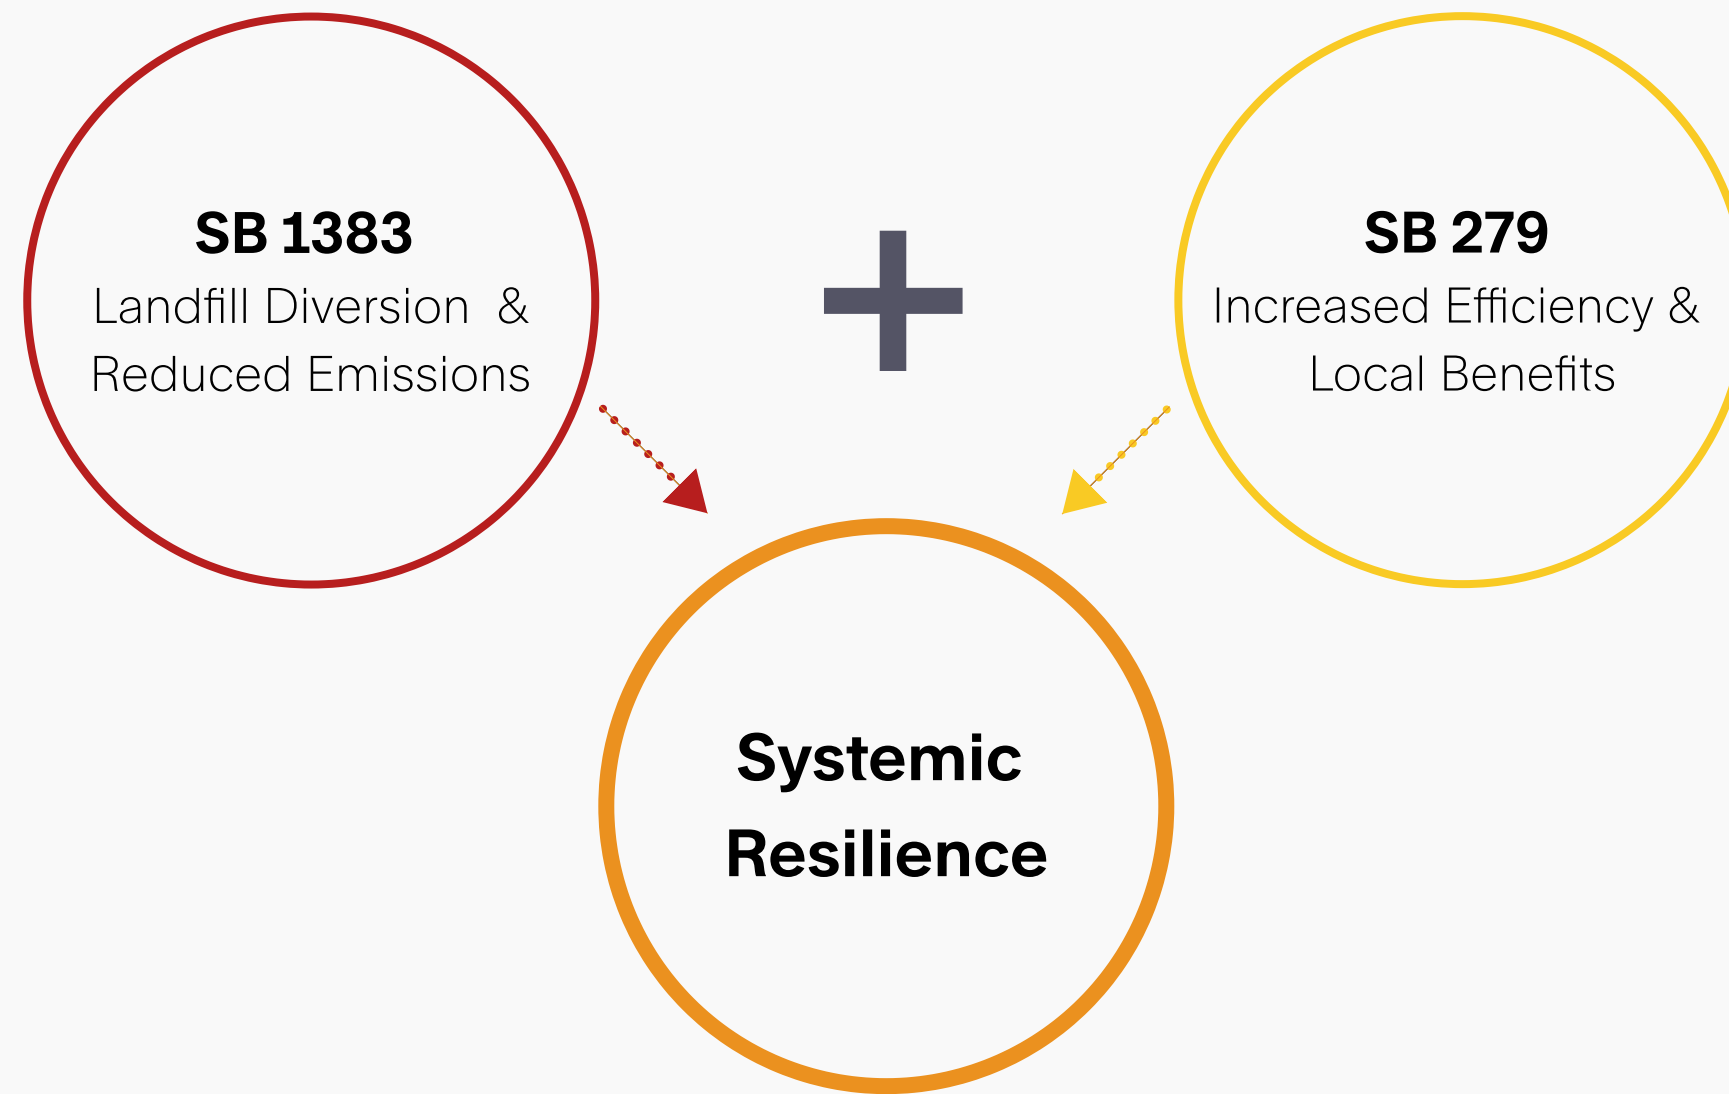 SB 1383
Landfill Diversion &
Reduced Emissions
+
SB 279
Increased Efficiency &
Local Benefits
Systemic
Resilience